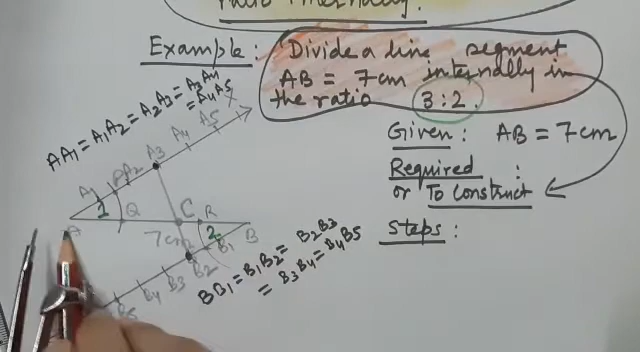 ratio internally.
Example: Divide a line segment
AB = 7cm internally in
the ratio 3:2.
Given: AB = 7cm
Required :
or To Construct
Steps :
AA1 = A1A2 = A2A3 = A3A4
= A4A5
X
A5
A4
A3
A2
P
A1
1
A
Q
C
R
B
7cm
2
B1
B2
B3
B4
B5
BB1 = B1B2 = B2B3
= B3B4 = B4B5